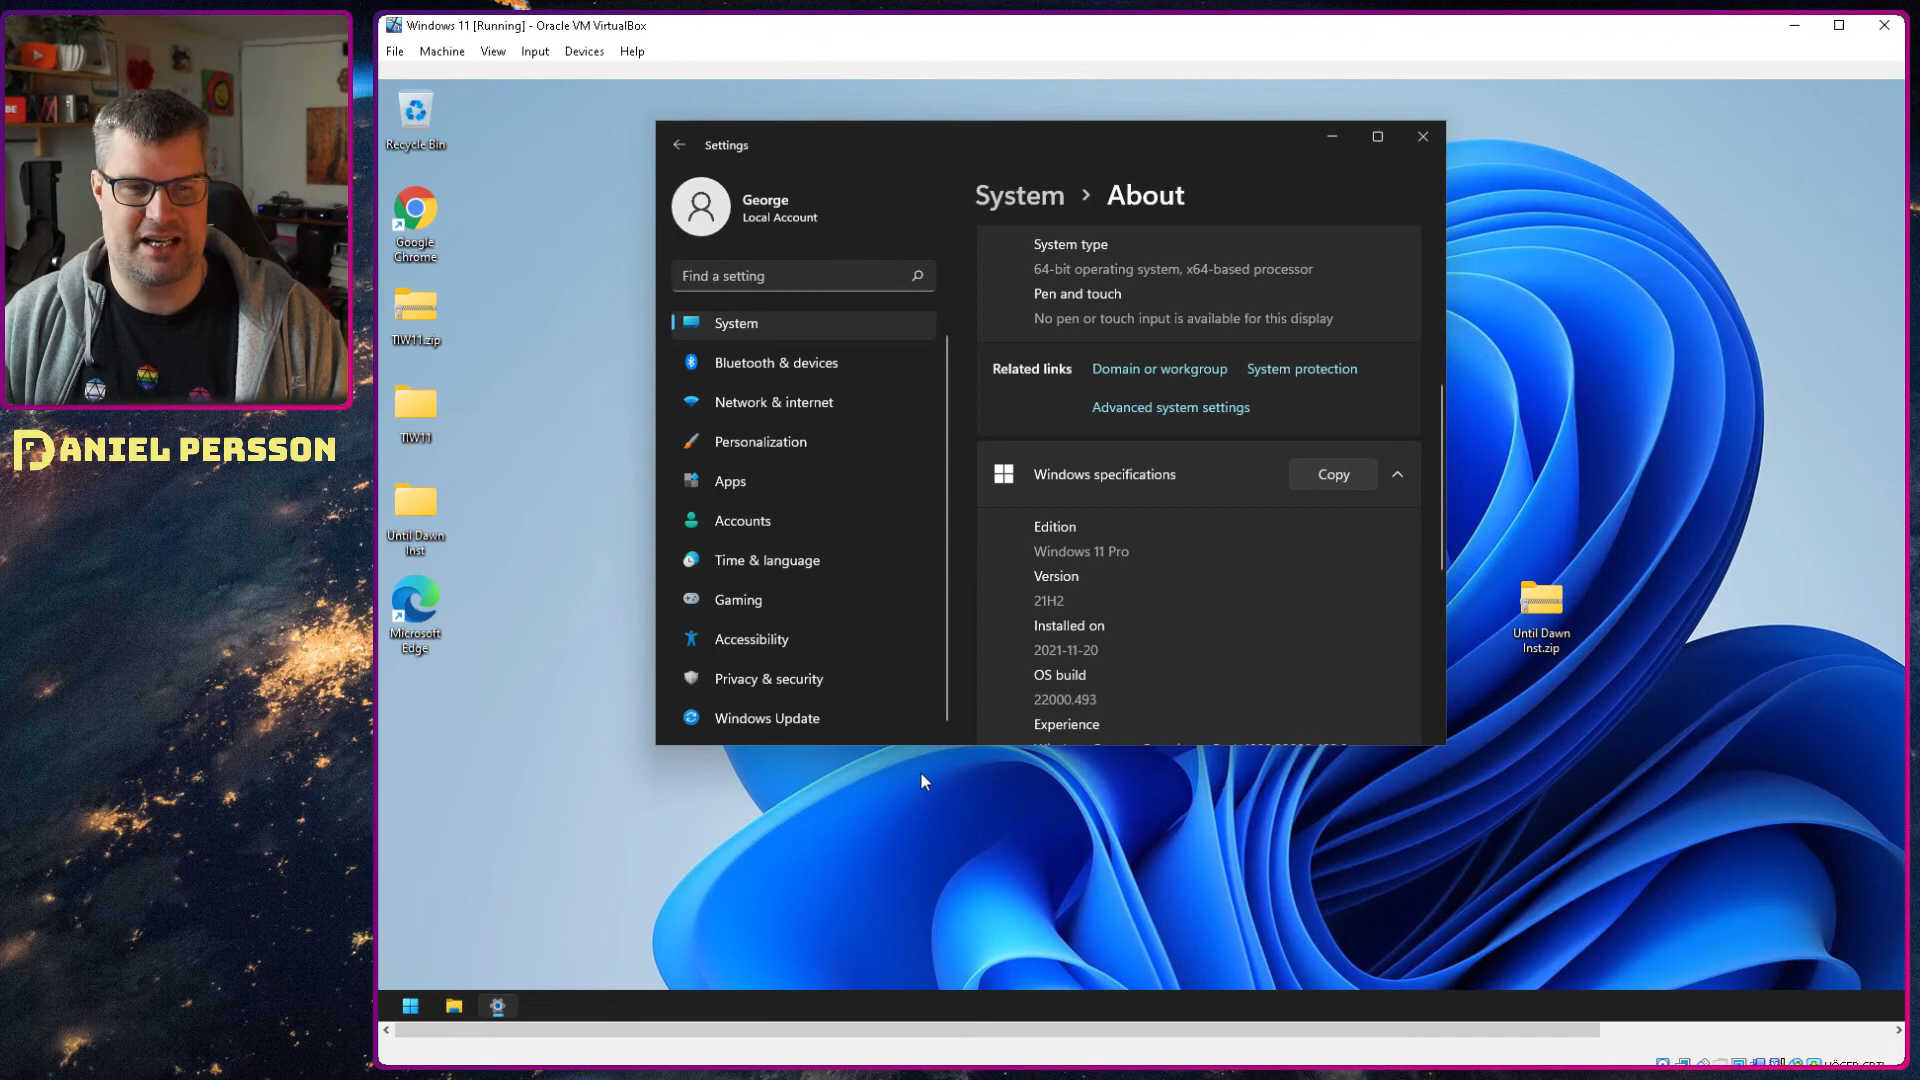 Windows 11 [Running] - Oracle VM VirtualBox
File Machine View Input Devices Help
Recycle Bin
Google
Chrome
TIW11.zip
TIW11
Until Dawn
Inst
Microsoft
Edge
DANIEL PERSSON
Settings
George
Local Account
Find a setting
System
Bluetooth & devices
Network & internet
Personalization
Apps
Accounts
Time & language
Gaming
Accessibility
Privacy & security
Windows Update
System › About
System type
64-bit operating system, x64-based processor
Pen and touch
No pen or touch input is available for this display
Related links Domain or workgroup System protection
Advanced system settings
Windows specifications Copy
Edition
Windows 11 Pro
Version
21H2
Installed on
2021-11-20
OS build
22000.493
Experience
Until Dawn
Inst.zip